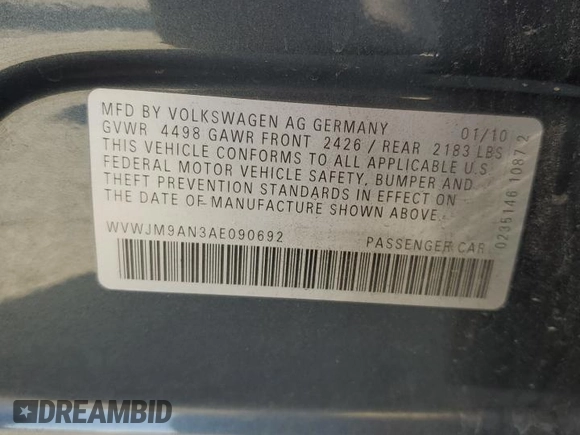 MFD BY VOLKSWAGEN AG GERMANY 01/10
GVWR 4498 GAWR FRONT 2426 / REAR 2183 LBS
THIS VEHICLE CONFORMS TO ALL APPLICABLE U.S
FEDERAL MOTOR VEHICLE SAFETY, BUMPER AND
THEFT PREVENTION STANDARDS IN EFFECT ON
THE DATE OF MANUFACTURE SHOWN ABOVE.
WVWJM9AN3AE090692 PASSENGER CAR
0235146 1087 2
DREAMBID